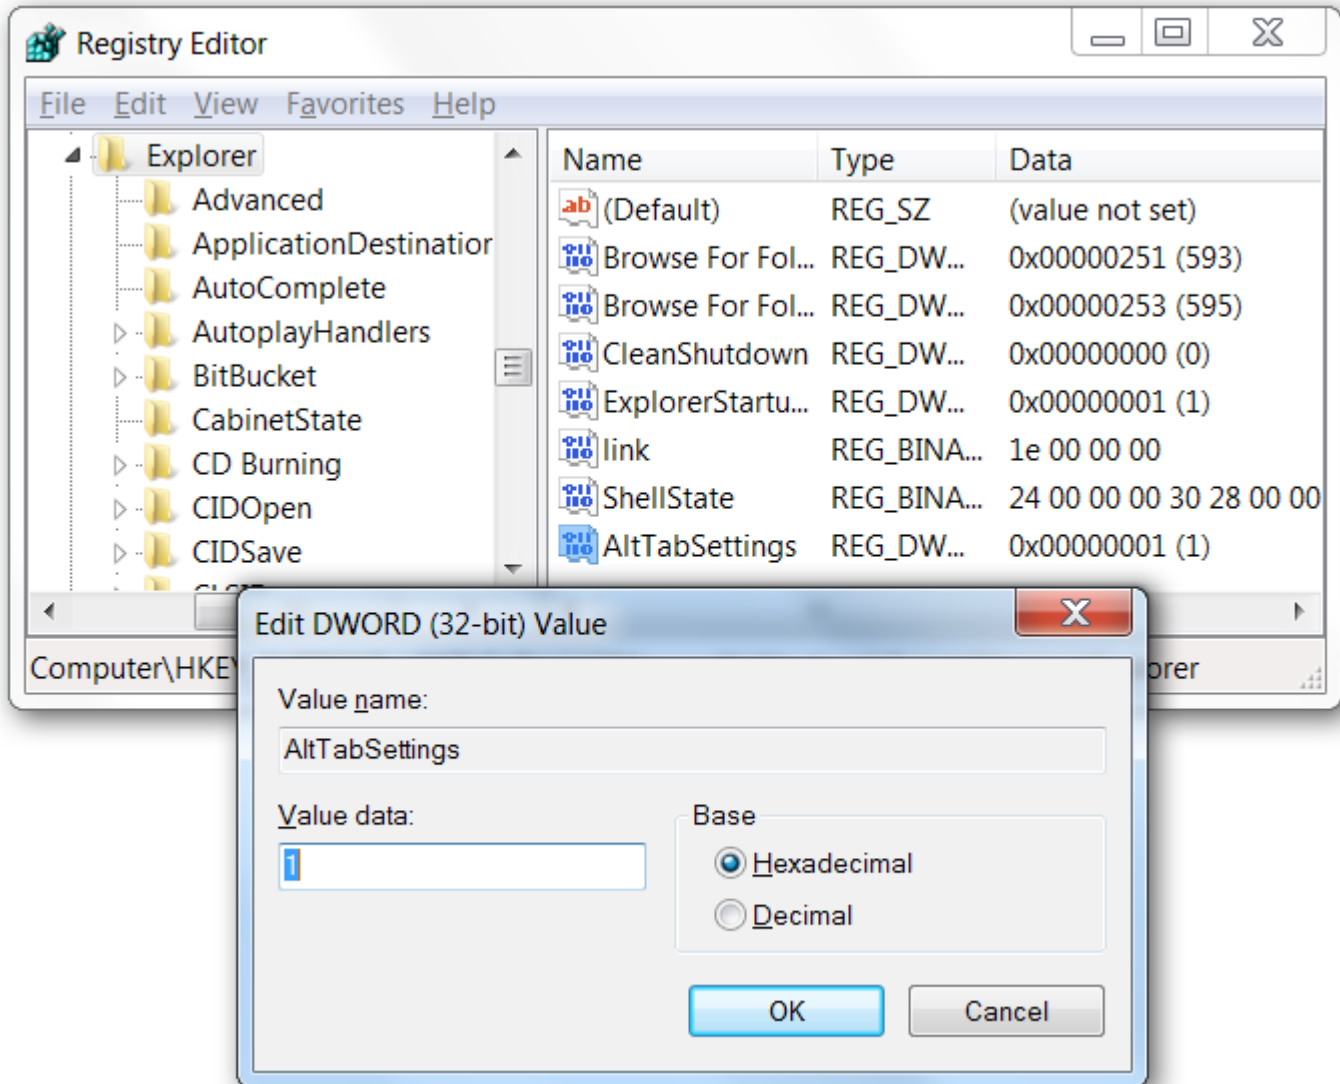 Registry Editor
File Edit View Favorites Help
Explorer
Advanced
ApplicationDestination
AutoComplete
AutoplayHandlers
BitBucket
CabinetState
CD Burning
CIDOpen
CIDSave
Name Type Data
(Default) REG_SZ (value not set)
Browse For Fol... REG_DW... 0x00000251 (593)
Browse For Fol... REG_DW... 0x00000253 (595)
CleanShutdown REG_DW... 0x00000000 (0)
ExplorerStartu... REG_DW... 0x00000001 (1)
link REG_BINA... 1e 00 00 00
ShellState REG_BINA... 24 00 00 00 30 28 00 00
AltTabSettings REG_DW... 0x00000001 (1)
Computer\HKEY orer
Edit DWORD (32-bit) Value
Value name:
AltTabSettings
Value data:
1
Base
Hexadecimal
Decimal
OK Cancel